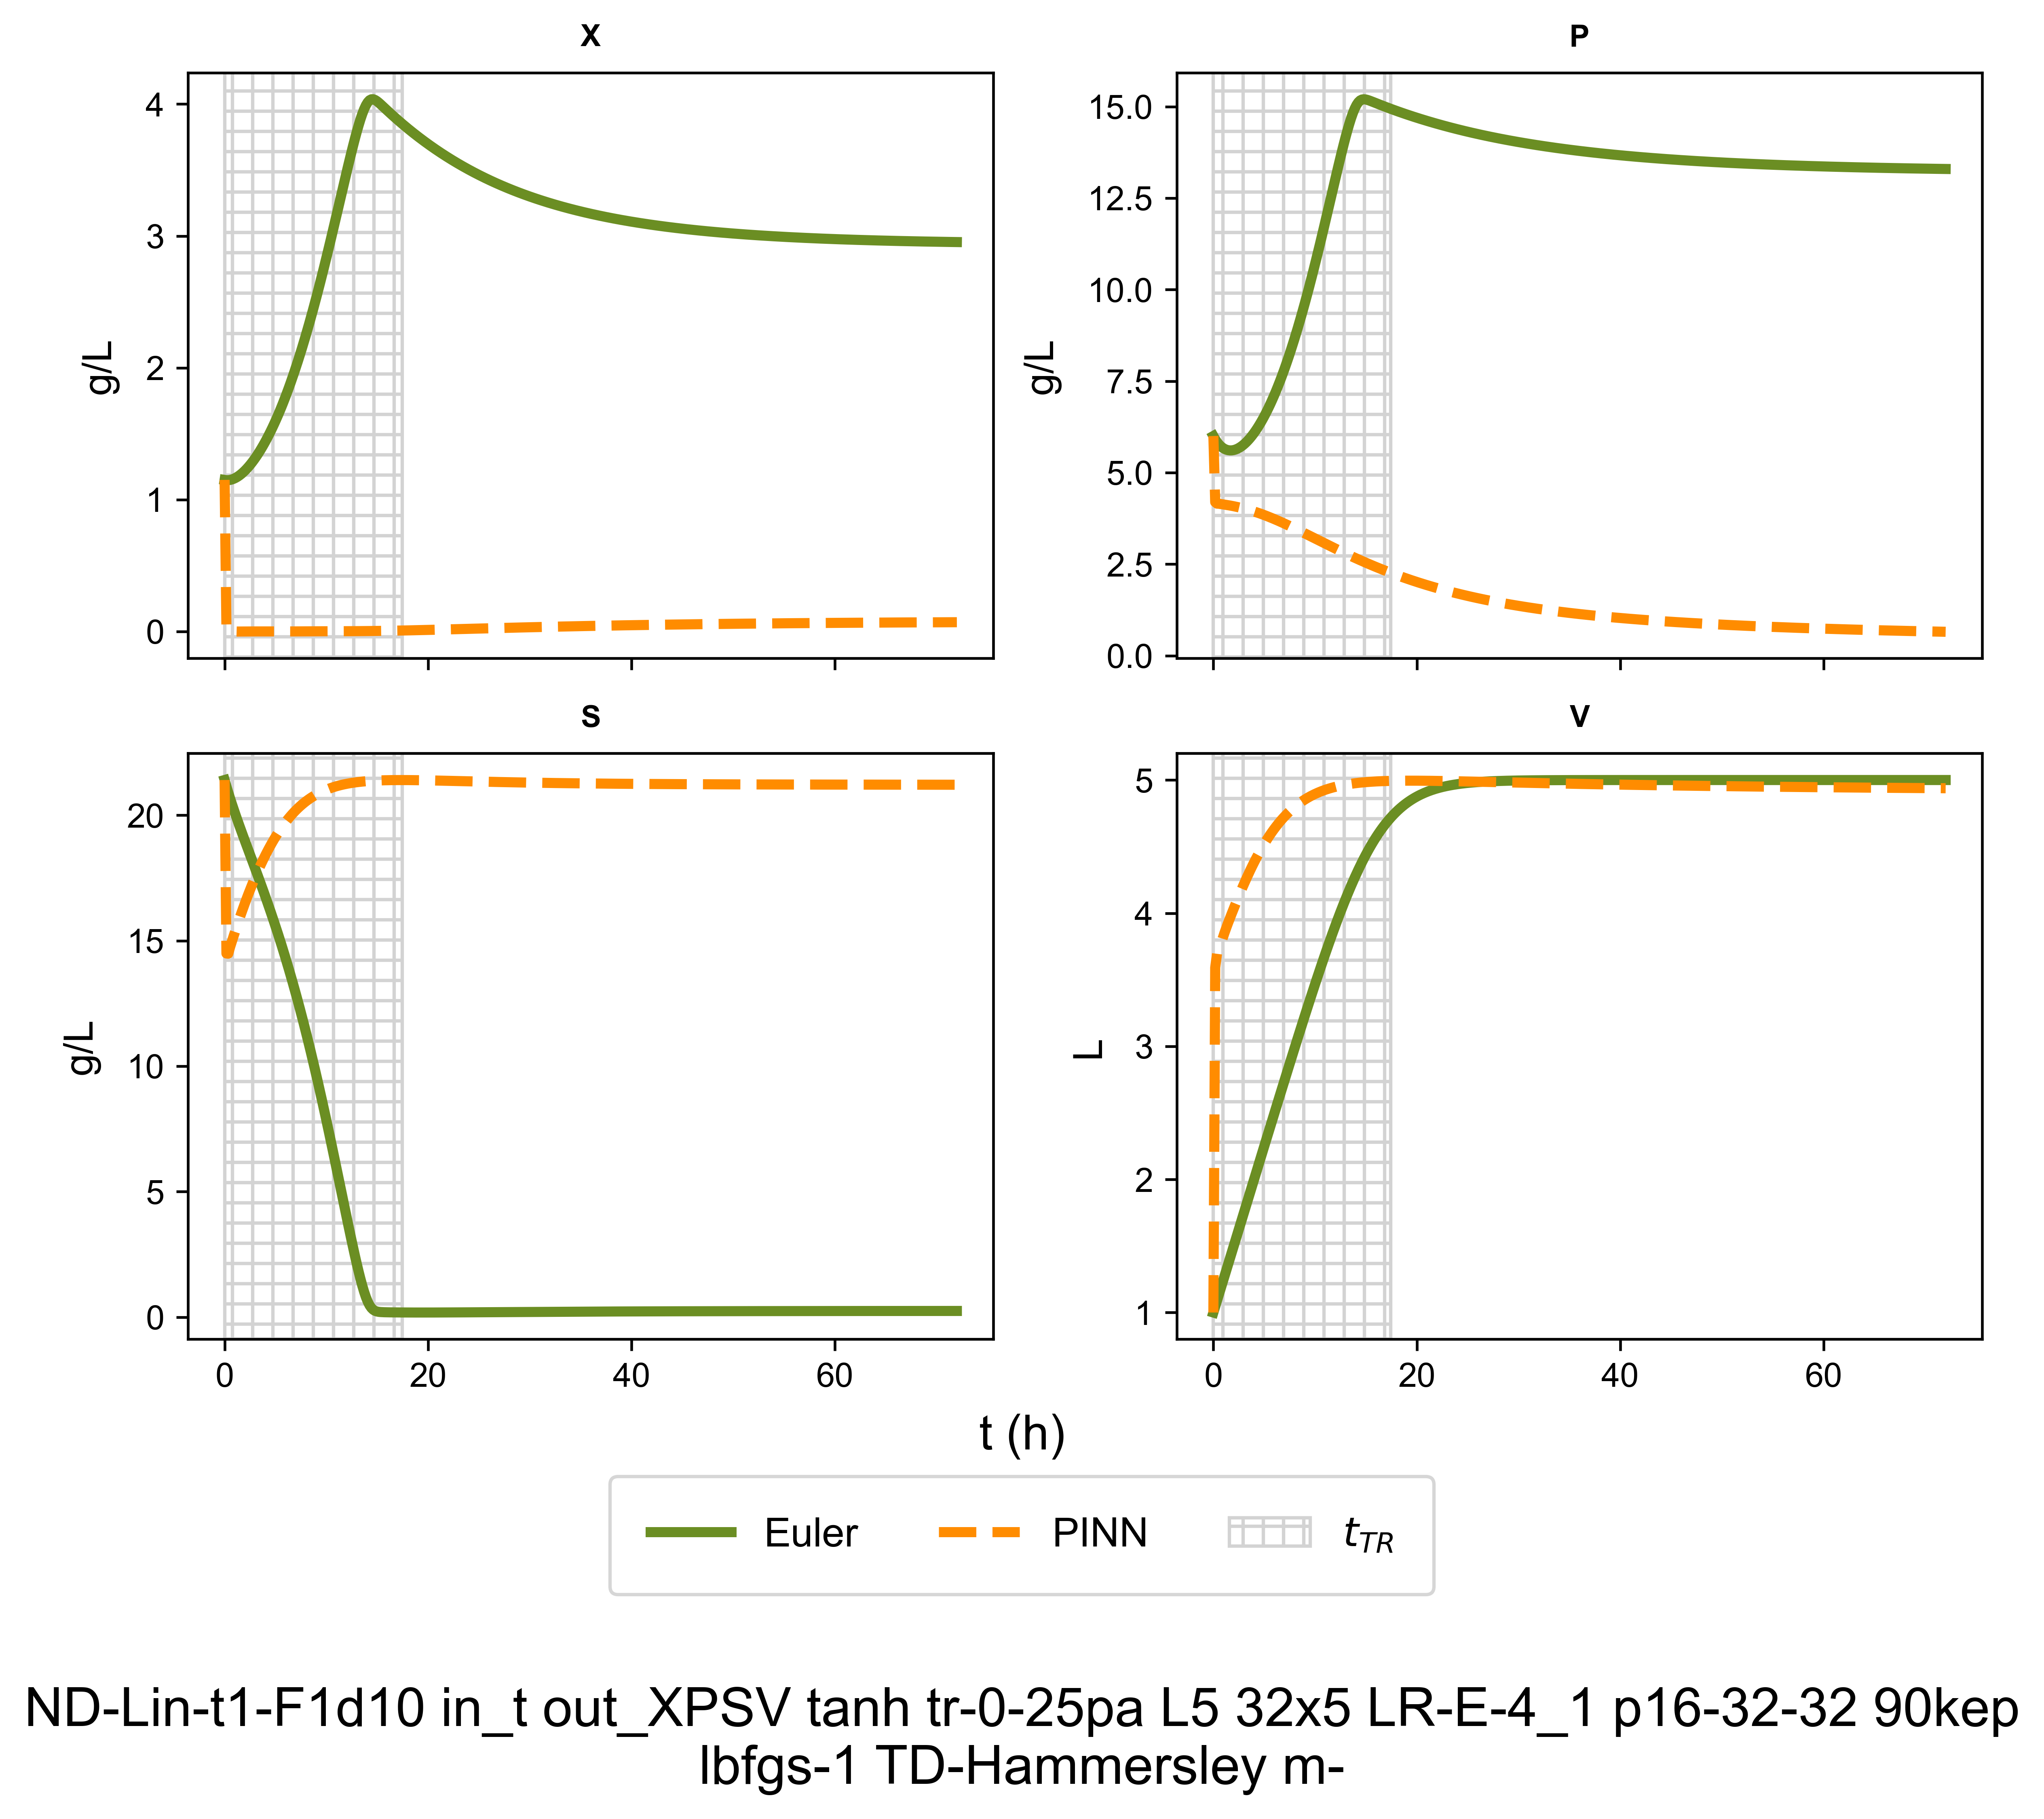 X
4
3
2
1
0
g/L
P
15.0
12.5
10.0
7.5
5.0
2.5
0.0
g/L
S
20
15
10
5
0
g/L
0 20 40 60
V
5
4
3
2
1
L
0 20 40 60
t (h)
Euler PINN t_TR
ND-Lin-t1-F1d10 in_t out_XPSV tanh tr-0-25pa L5 32x5 LR-E-4_1 p16-32-32 90kep
lbfgs-1 TD-Hammersley m-